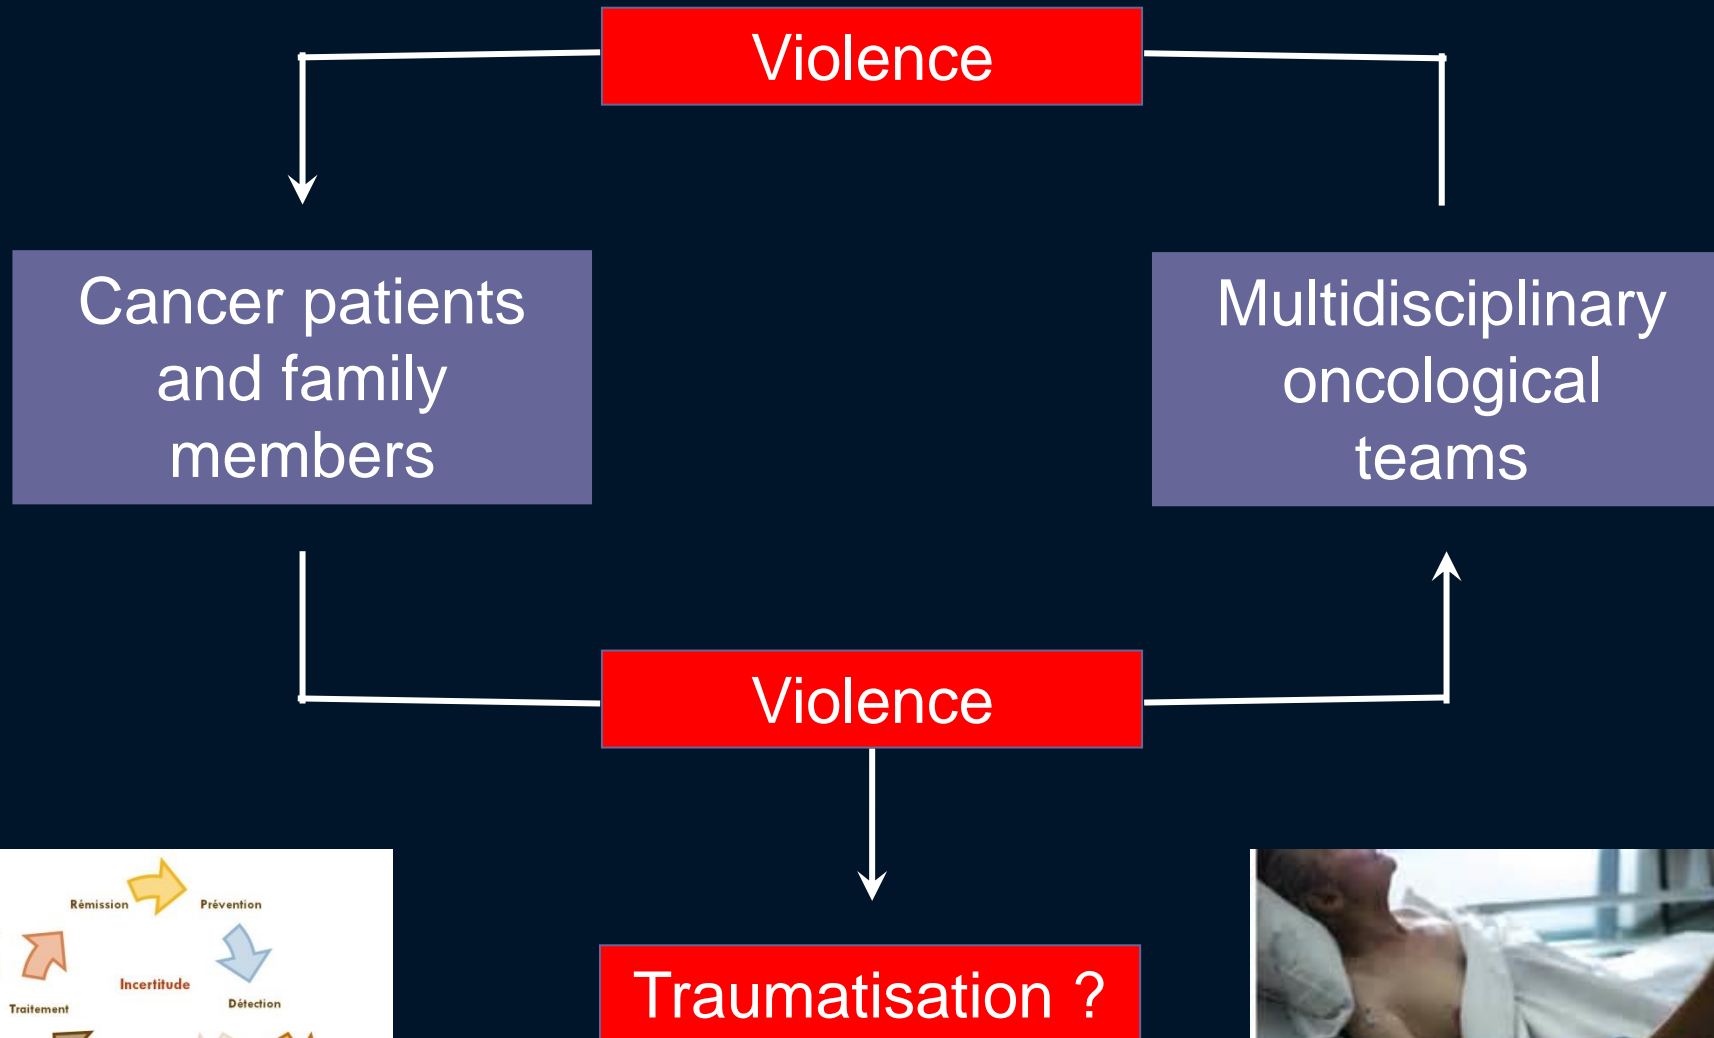 Violence
Cancer patients
and family
members
Multidisciplinary
oncological
teams
Violence
Traumatisation ?
Rémission
Prévention
Incertitude
Détection
Traitement